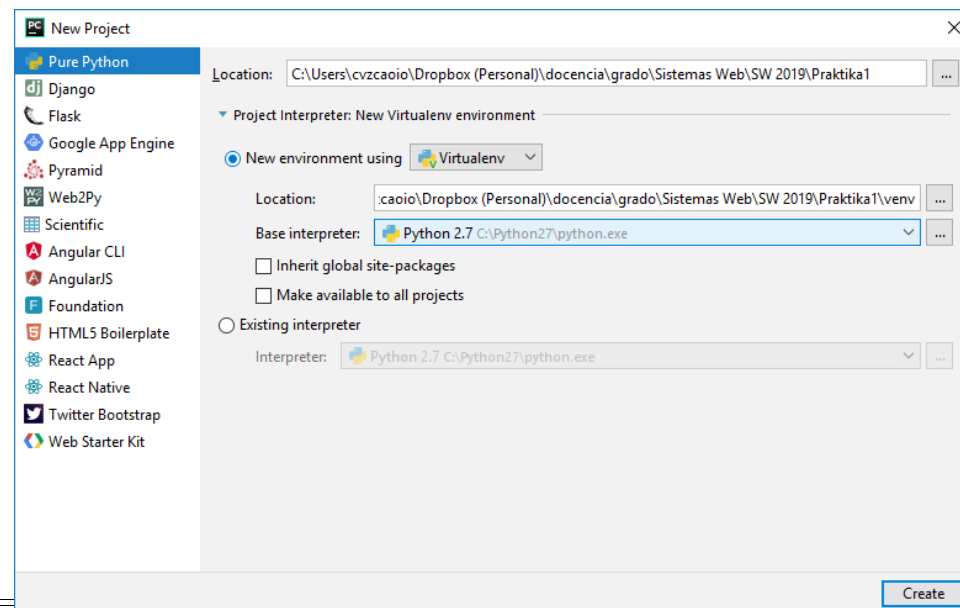 New Project
Pure Python
Django
Flask
Google App Engine
Pyramid
Web2Py
Scientific
Angular CLI
AngularJS
Foundation
HTML5 Boilerplate
React App
React Native
Twitter Bootstrap
Web Starter Kit
Location: C:\Users\cvzcaoio\Dropbox (Personal)\docencia\grado\Sistemas Web\SW 2019\Praktika1 ...
Project Interpreter: New Virtualenv environment
New environment using Virtualenv
Location: :caoio\Dropbox (Personal)\docencia\grado\Sistemas Web\SW 2019\Praktika1\venv ...
Base interpreter: Python 2.7 C:\Python27\python.exe ...
Inherit global site-packages
Make available to all projects
Existing interpreter
Interpreter: Python 2.7 C:\Python27\python.exe ...
Create